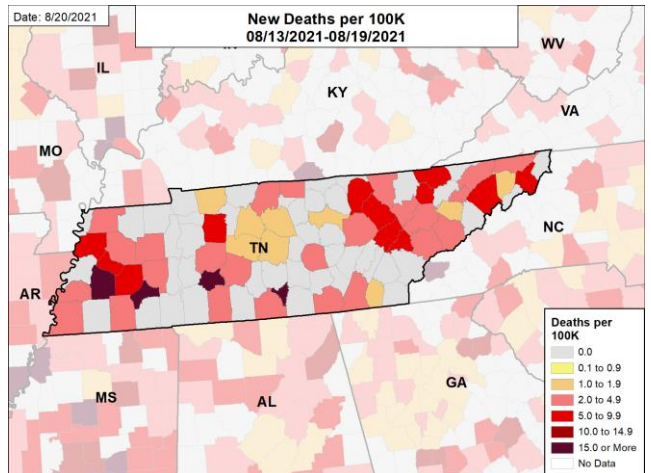 Date: 8/20/2021
New Deaths per 100K
08/13/2021-08/19/2021
WV
IL
KY
VA
MO
TN
NC
AR
MS
AL
GA
Deaths per
100K
0.0
0.1 to 0.9
1.0 to 1.9
2.0 to 4.9
5.0 to 9.9
10.0 to 14.9
15.0 or More
No Data